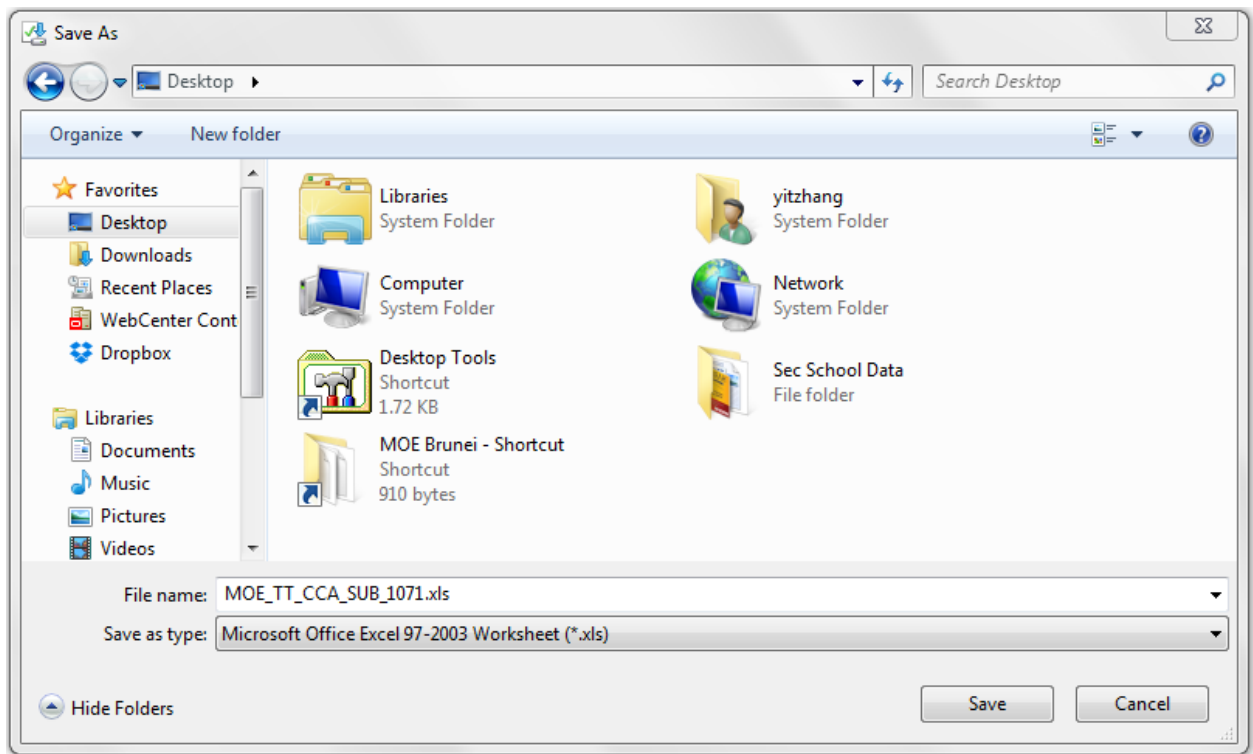 Save As
Desktop
Search Desktop
Organize
New folder
Favorites
Desktop
Downloads
Recent Places
WebCenter Cont
Dropbox
Libraries
Documents
Music
Pictures
Videos
Libraries
System Folder
yitzhang
System Folder
Computer
System Folder
Network
System Folder
Desktop Tools
Shortcut
1.72 KB
Sec School Data
File folder
MOE Brunei - Shortcut
Shortcut
910 bytes
File name: MOE_TT_CCA_SUB_1071.xls
Save as type: Microsoft Office Excel 97-2003 Worksheet (*.xls)
Hide Folders
Save
Cancel